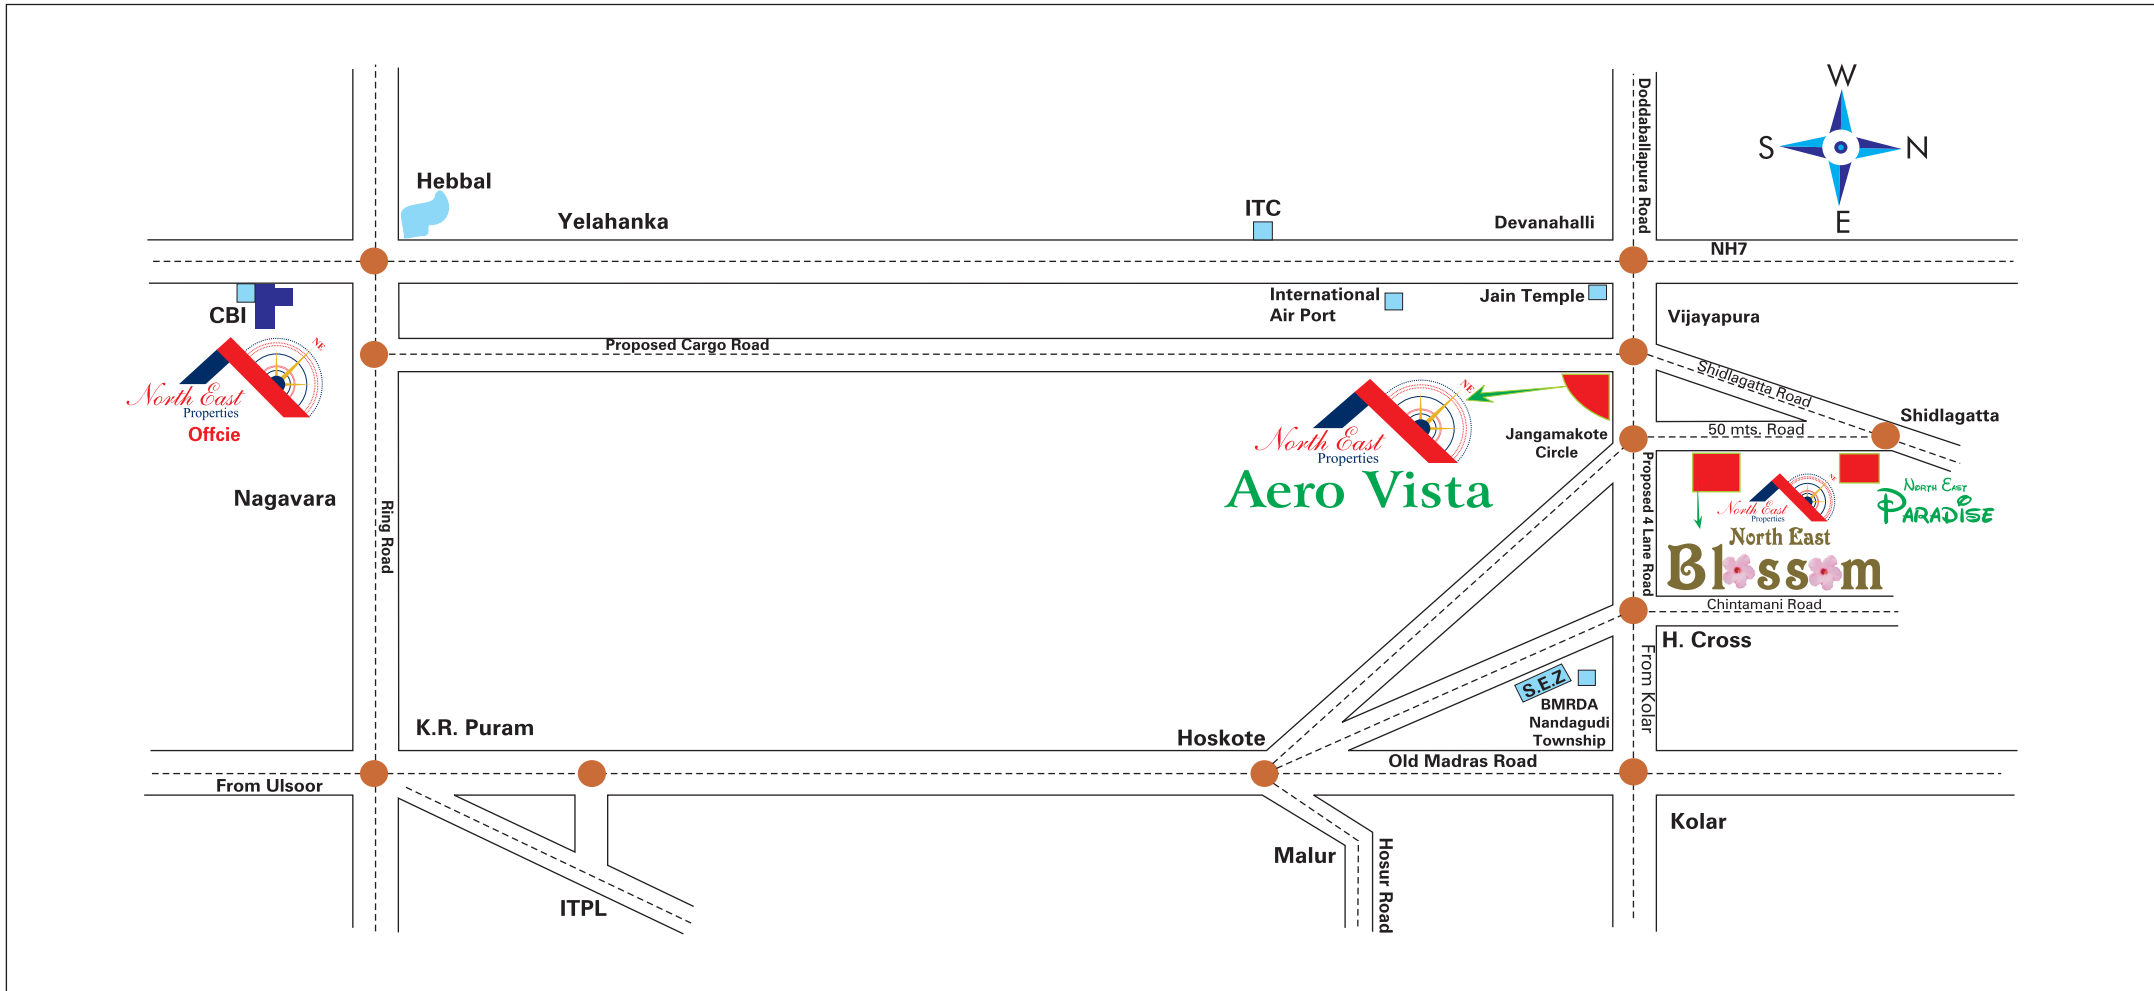 W
S
N
E
Doddaballapura Road
Hebbal
Yelahanka
ITC
Devanahalli
NH7
CBI
International
Air Port
Jain Temple
Vijayapura
Proposed Cargo Road
NE
North East
Properties
Offcie
NE
North East
Properties
Aero Vista
Jangamakote
Circle
Shidlagatta Road
50 mts. Road
Shidlagatta
Nagavara
Ring Road
Proposed 4 Lane Road
NE
North East
Properties
North East
Paradise
North East
Blossom
Chintamani Road
H. Cross
From Kolar
S.E.Z
BMRDA
Nandagudi
Township
K.R. Puram
Hoskote
Old Madras Road
From Ulsoor
Kolar
Malur
Hosur Road
ITPL